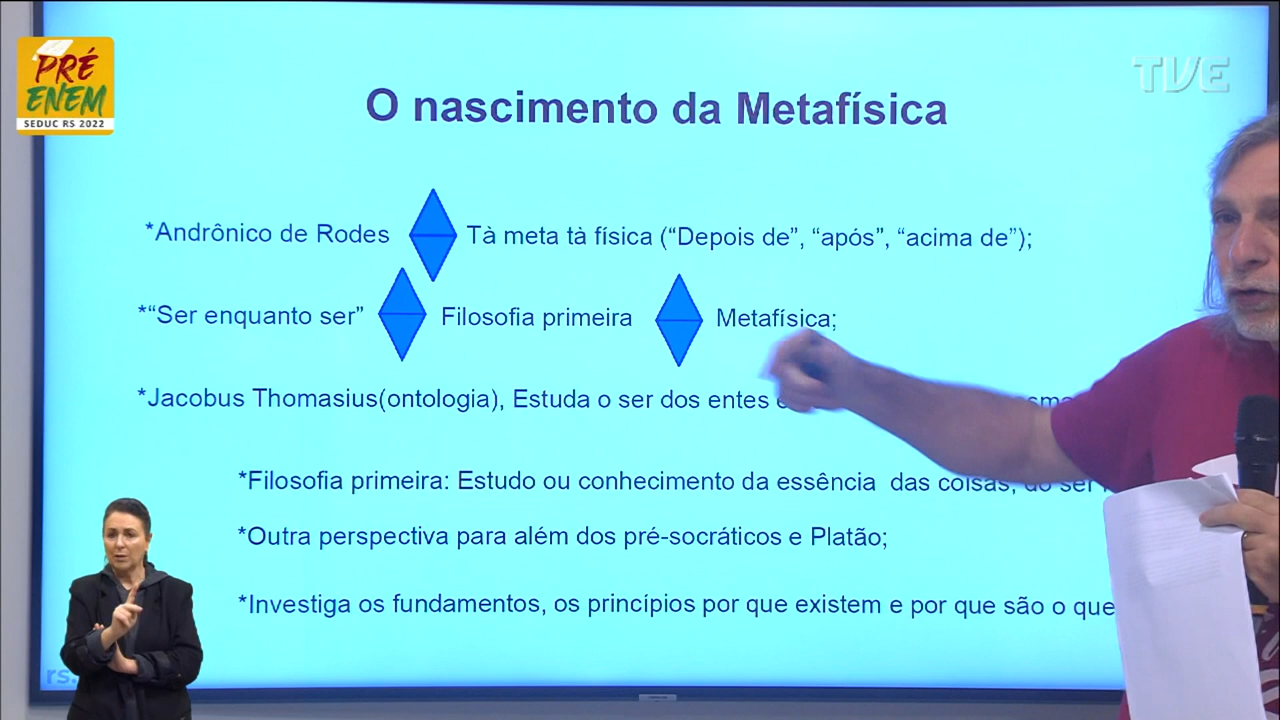 PRÉ
ENEM
SEDUC RS 2022
TVE
O nascimento da Metafísica
*Andrônico de Rodes Tà meta tà física (“Depois de”, “após”, “acima de”);
*“Ser enquanto ser” Filosofia primeira Metafísica;
*Jacobus Thomasius(ontologia), Estuda o ser dos entes
*Filosofia primeira: Estudo ou conhecimento da essência das coisas, do ser
*Outra perspectiva para além dos pré-socráticos e Platão;
*Investiga os fundamentos, os princípios por que existem e por que são o que
rs.